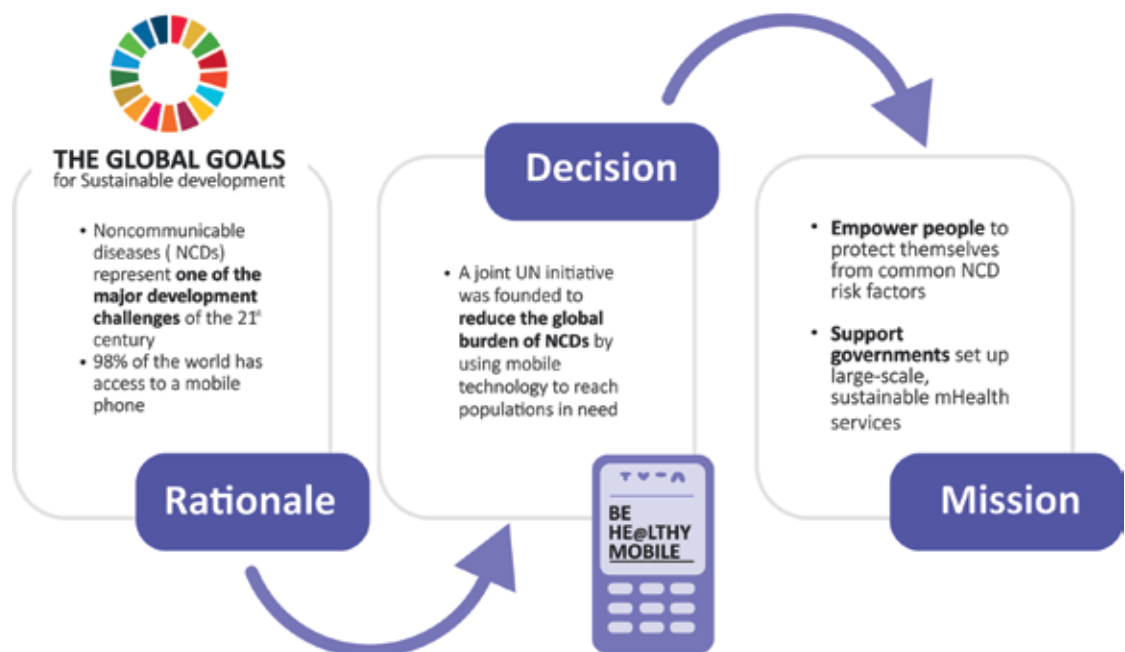 THE GLOBAL GOALS
for Sustainable development
• Noncommunicable
diseases ( NCDs)
represent one of the
major development
challenges of the 21st
century
• 98% of the world has
access to a mobile
phone
Rationale
Decision
• A joint UN initiative
was founded to
reduce the global
burden of NCDs by
using mobile
technology to reach
populations in need
BE
HE@LTHY
MOBILE
• Empower people to
protect themselves
from common NCD
risk factors
• Support
governments set up
large-scale,
sustainable mHealth
services
Mission